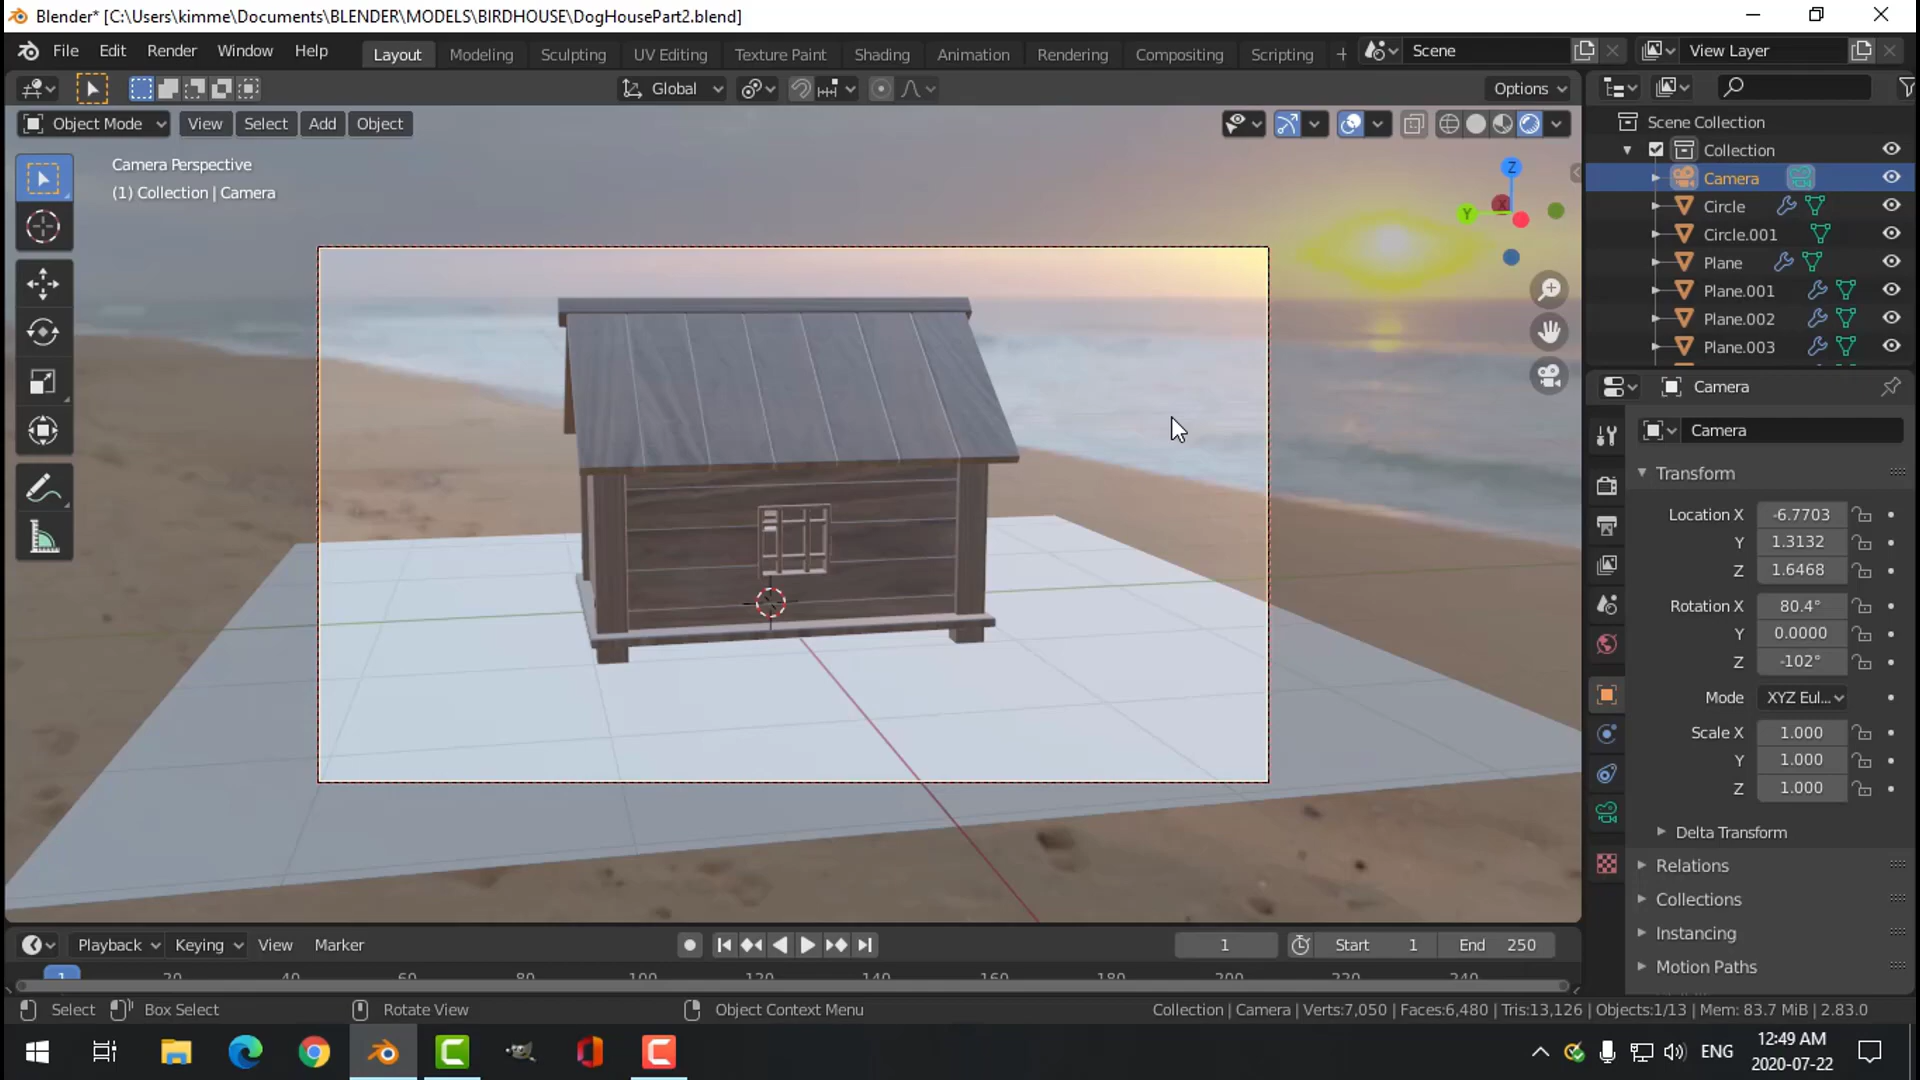 Blender* [C:\Users\kimme\Documents\BLENDER\MODELS\BIRDHOUSE\DogHousePart2.blend]
File Edit Render Window Help Layout Modeling Sculpting UV Editing Texture Paint Shading Animation Rendering Compositing Scripting + Scene View Layer
Global Options
Object Mode View Select Add Object
Scene Collection
Collection
Camera Perspective
(1) Collection | Camera
Z
Y
X
Camera
Circle
Circle.001
Plane
Plane.001
Plane.002
Plane.003
Camera
Camera
Transform
Location X -6.7703
Y 1.3132
Z 1.6468
Rotation X 80.4°
Y 0.0000
Z -102°
Mode XYZ Eul...
Scale X 1.000
Y 1.000
Z 1.000
Delta Transform
Relations
Collections
Instancing
Motion Paths
Playback Keying View Marker 1 Start 1 End 250
1 20 40 60 80 100 120 140 160 180 200 220 240
Select Box Select Rotate View Object Context Menu Collection | Camera | Verts:7,050 | Faces:6,480 | Tris:13,126 | Objects:1/13 | Mem: 83.7 MiB | 2.83.0
ENG
12:49 AM
2020-07-22